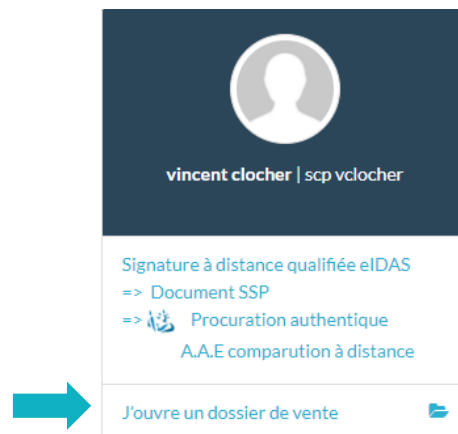 vincent clocher | scp vclocher
Signature à distance qualifiée eIDAS
=> Document SSP
=> Procuration authentique
A.A.E comparution à distance
J'ouvre un dossier de vente